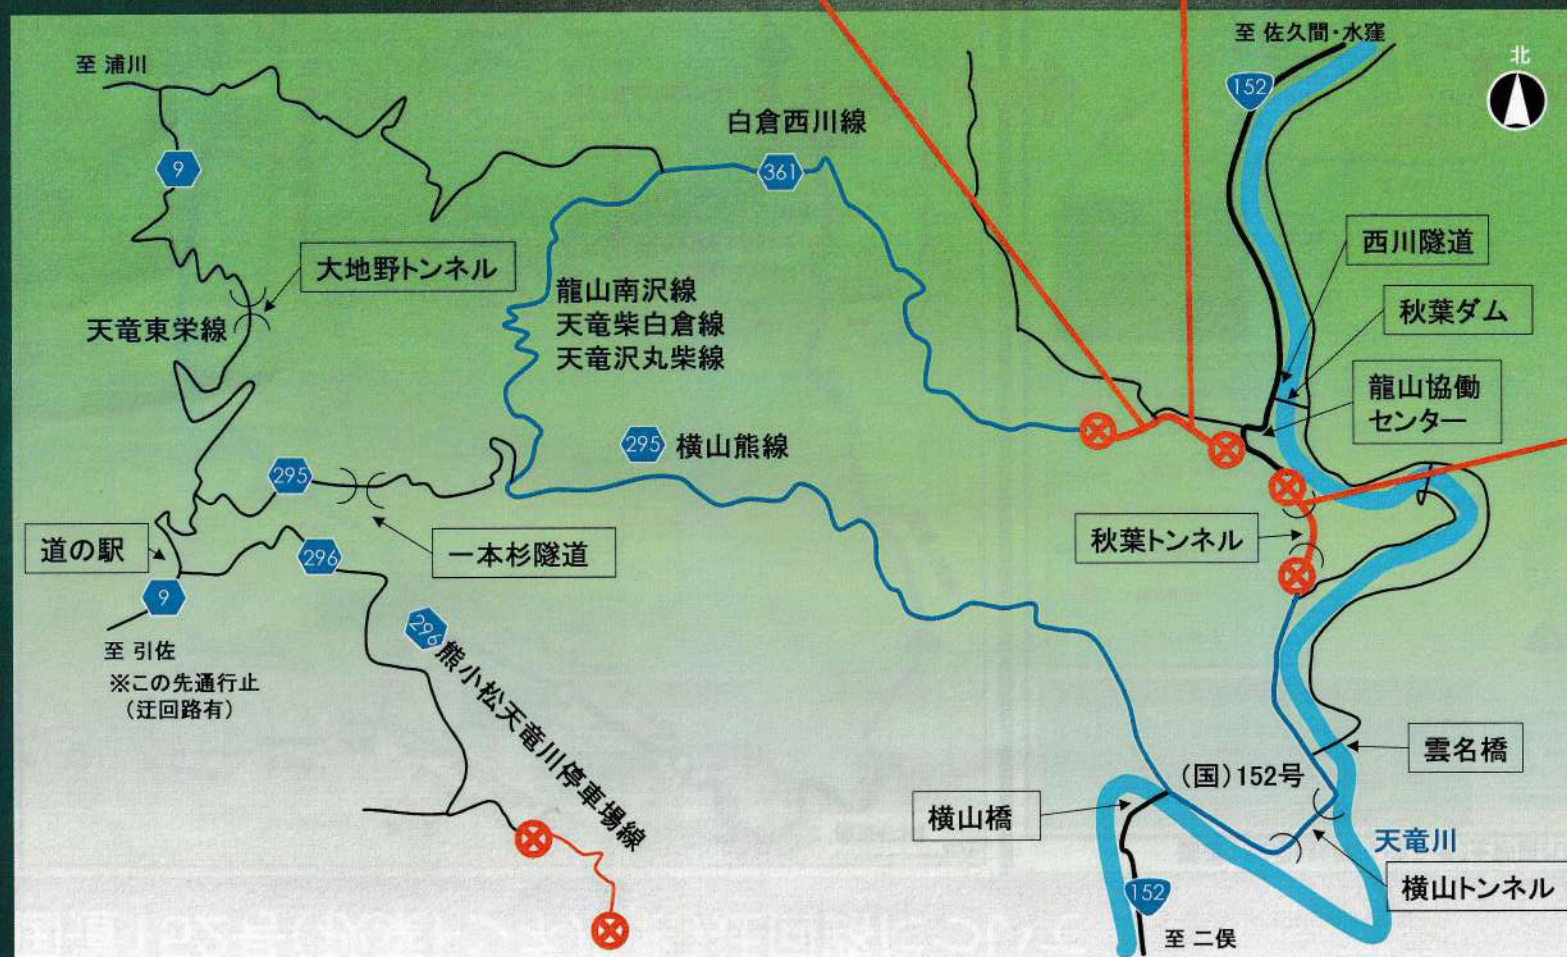 至 佐久間・水窪
北
至 浦川
152
白倉西川線
9
361
西川隧道
大地野トンネル
龍山南沢線
天竜柴白倉線
天竜沢丸柴線
秋葉ダム
天竜東栄線
龍山協働
センター
295
横山熊線
295
道の駅
一本杉隧道
秋葉トンネル
296
9
296
熊小松天竜川停車場線
至 引佐
※この先通行止
（迂回路有）
雲名橋
（国）152号
横山橋
天竜川
横山トンネル
152
至 二俣